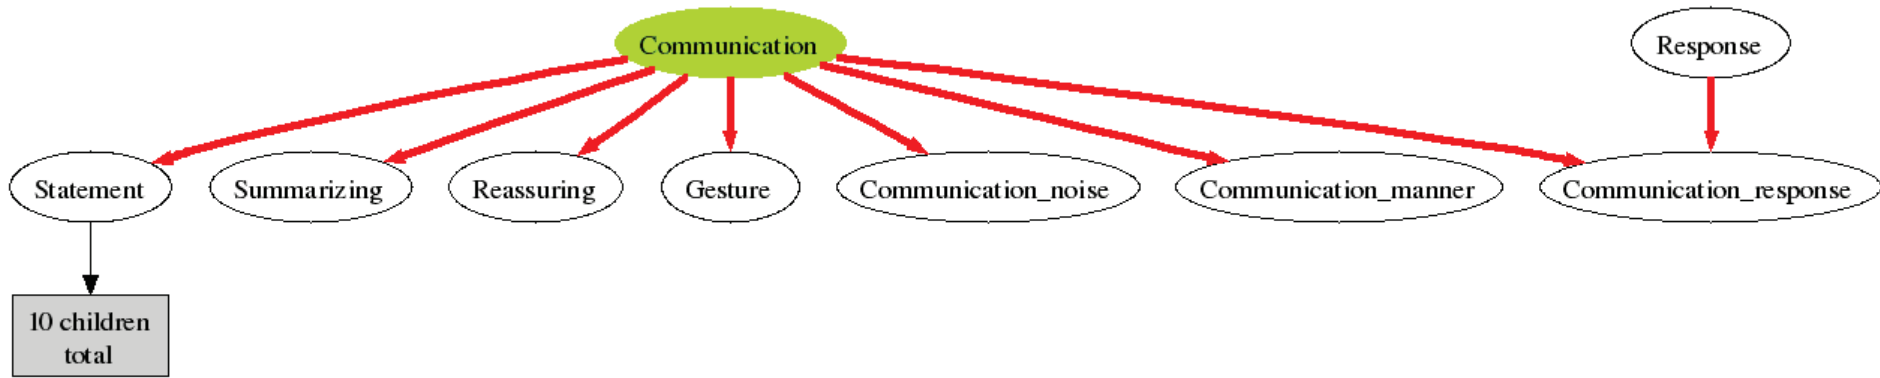 Communication
Response
Statement
Summarizing
Reassuring
Gesture
Communication_noise
Communication_manner
Communication_response
10 children
total